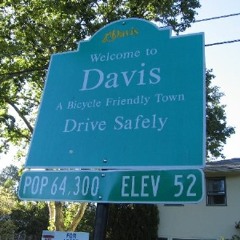 Davis
Welcome to
Davis
A Bicycle Friendly Town
Drive Safely
POP 64,300 ELEV 52